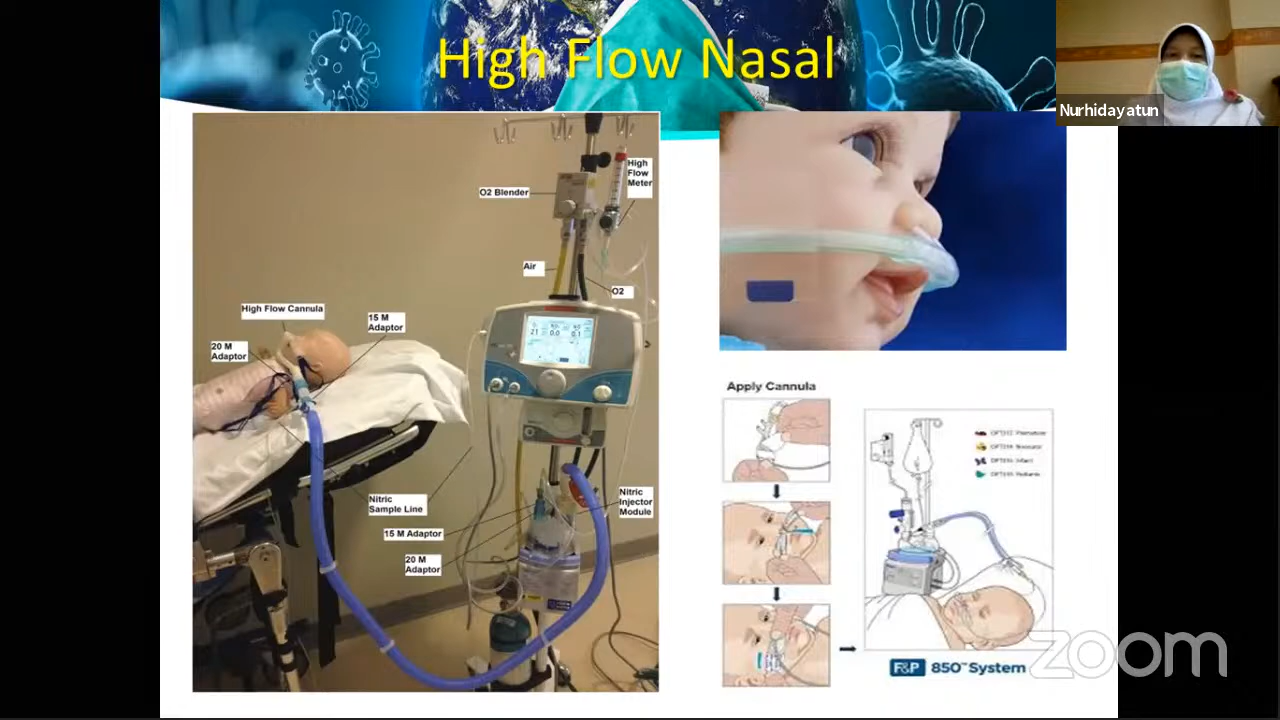 High Flow Nasal
Nurhidayatun
High
Flow
Meter
O2 Blender
Air
O2
High Flow Cannula
15 M
Adaptor
20 M
Adaptor
Nitric
Sample Line
Nitric
Injector
Module
15 M Adaptor
20 M
Adaptor
Apply Cannula
F&P 850™ System
zoom